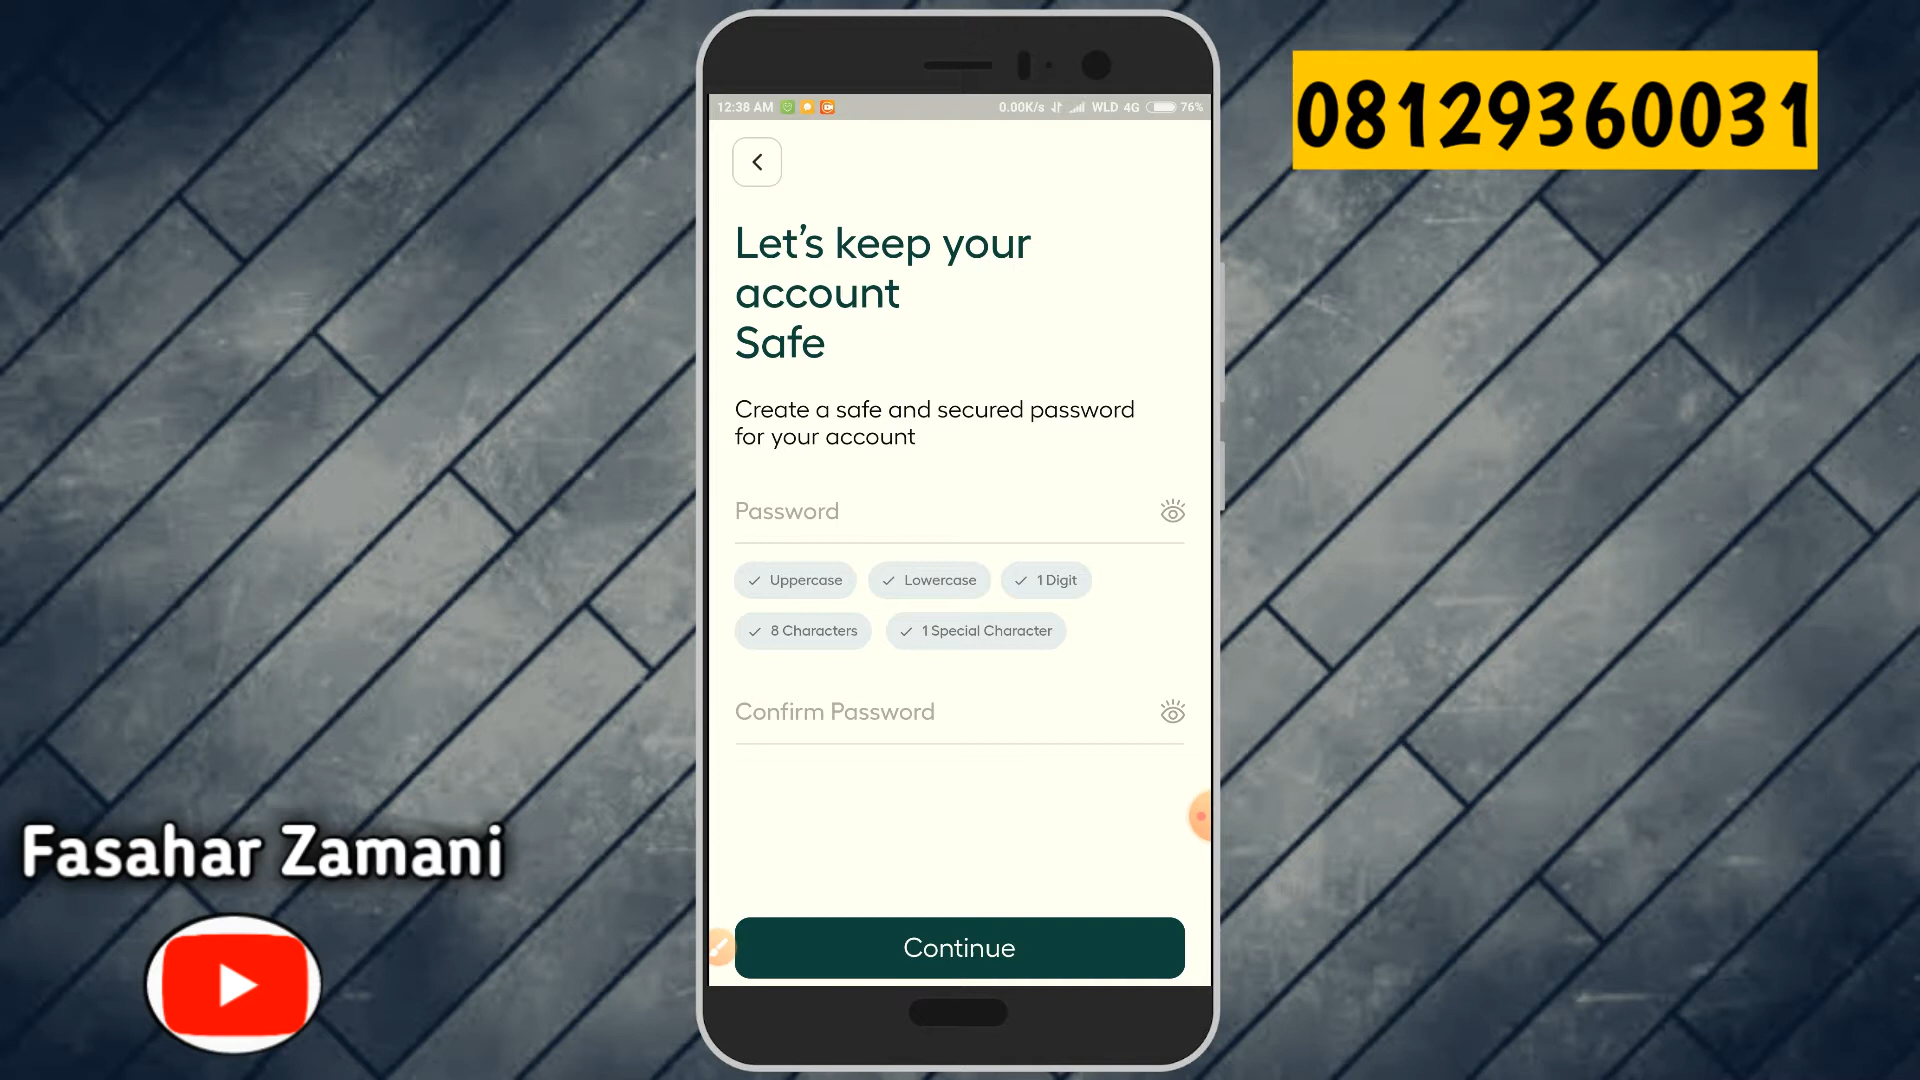 08129360031
12:38 AM 0.00K/s WLD 4G 76%
Let's keep your
account
Safe
Create a safe and secured password
for your account
Password
Uppercase Lowercase 1 Digit
8 Characters 1 Special Character
Confirm Password
Continue
Fasahar Zamani